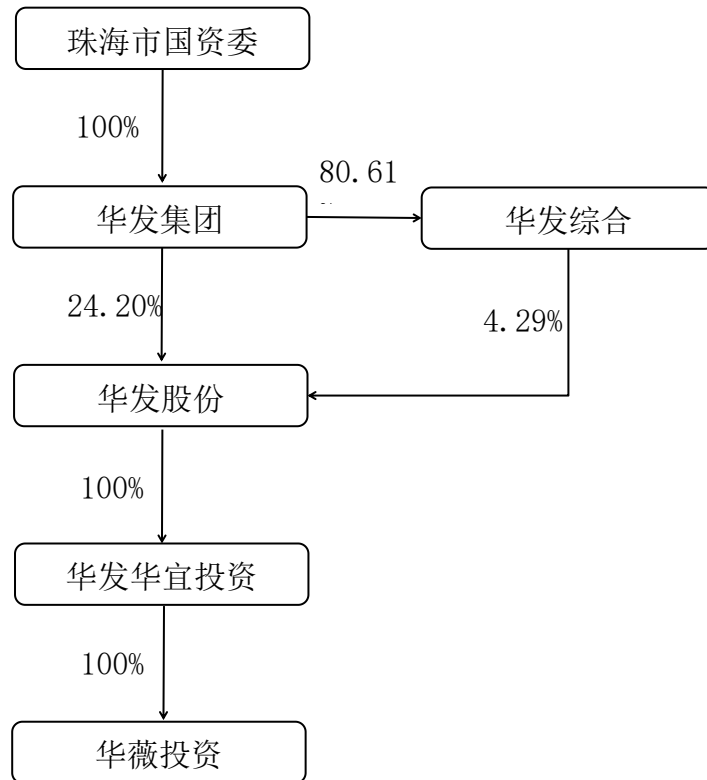 珠海市国资委
100%
80.61
华发集团
华发综合
24.20%
4.29%
华发股份
100%
华发华宜投资
100%
华薇投资